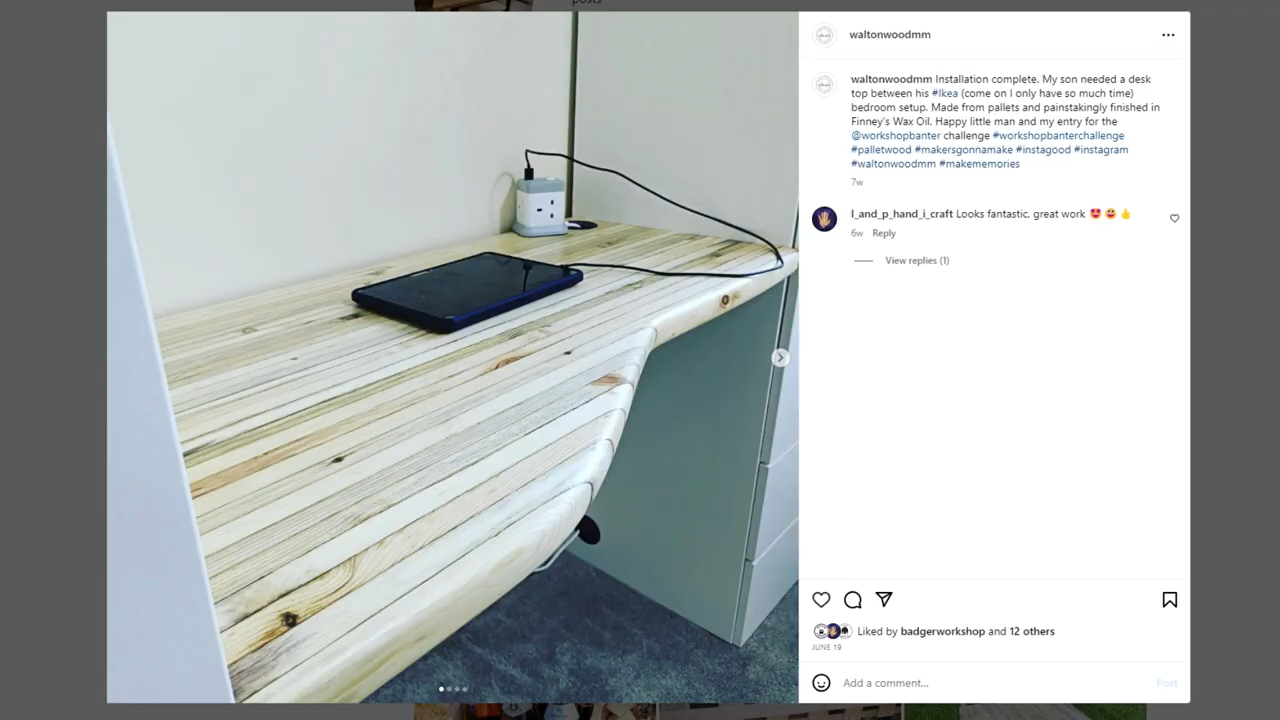 posts
waltonwoodmm
waltonwoodmm Installation complete. My son needed a desk
top between his #Ikea (come on I only have so much time)
bedroom setup. Made from pallets and painstakingly finished in
Finney's Wax Oil. Happy little man and my entry for the
@workshopbanter challenge #workshopbanterchallenge
#palletwood #makersgonnamake #instagood #instagram
#waltonwoodmm #makememories
7w
l_and_p_hand_i_craft Looks fantastic, great work 😍 😃 👍
6w Reply
View replies (1)
Liked by badgerworkshop and 12 others
JUNE 19
Add a comment...
Post